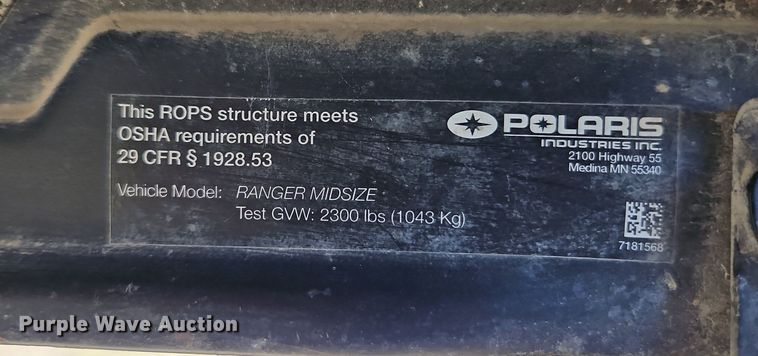 This ROPS structure meets
OSHA requirements of
29 CFR § 1928.53
Vehicle Model: RANGER MIDSIZE
Test GVW: 2300 lbs (1043 Kg)
POLARIS
INDUSTRIES INC.
2100 Highway 55
Medina MN 55340
7181568
Purple Wave Auction